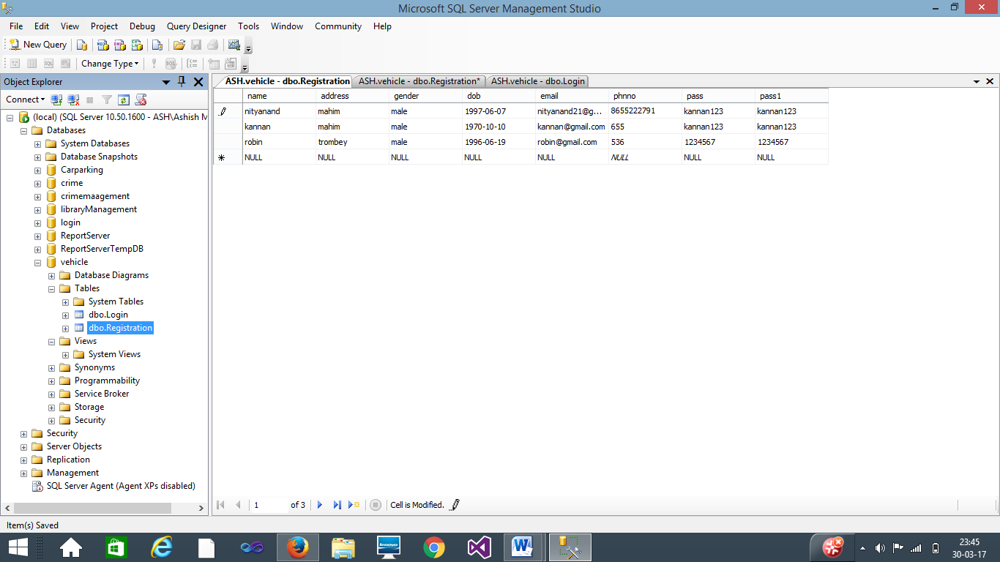 Microsoft SQL Server Management Studio
File Edit View Project Debug Query Designer Tools Window Community Help
New Query
Change Type
Object Explorer
Connect
(local) (SQL Server 10.50.1600 - ASH\Ashish M
Databases
System Databases
Database Snapshots
Carparking
crime
crimemaagement
libraryManagement
login
ReportServer
ReportServerTempDB
vehicle
Database Diagrams
Tables
System Tables
dbo.Login
dbo.Registration
Views
System Views
Synonyms
Programmability
Service Broker
Storage
Security
Security
Server Objects
Replication
Management
SQL Server Agent (Agent XPs disabled)
ASH.vehicle - dbo.Registration ASH.vehicle - dbo.Registration* ASH.vehicle - dbo.Login
name address gender dob email phnno pass pass1
nityanand mahim male 1997-06-07 nityanand21@g... 8655222791 kannan123 kannan123
kannan mahim male 1970-10-10 kannan@gmail.com 655 kannan123 kannan123
robin trombey male 1996-06-19 robin@gmail.com 536 1234567 1234567
NULL NULL NULL NULL NULL NULL NULL NULL
1 of 3 Cell is Modified.
Item(s) Saved
lenovo
23:45
30-03-17